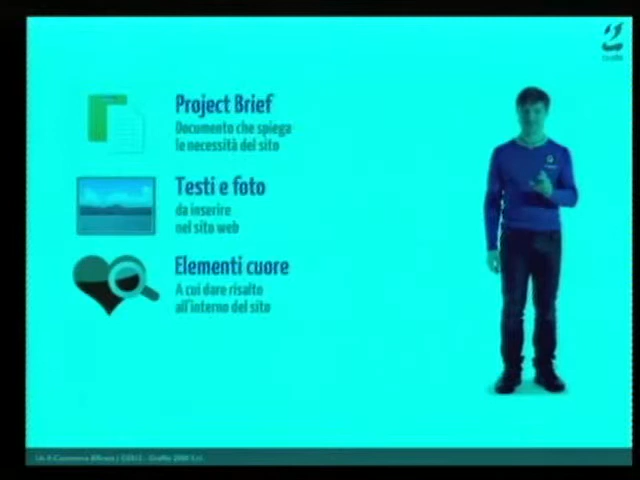 Project Brief
Documento che spiega
le necessità del sito
Testi e foto
da inserire
nel sito web
Elementi cuore
A cui dare risalto
all'interno del sito